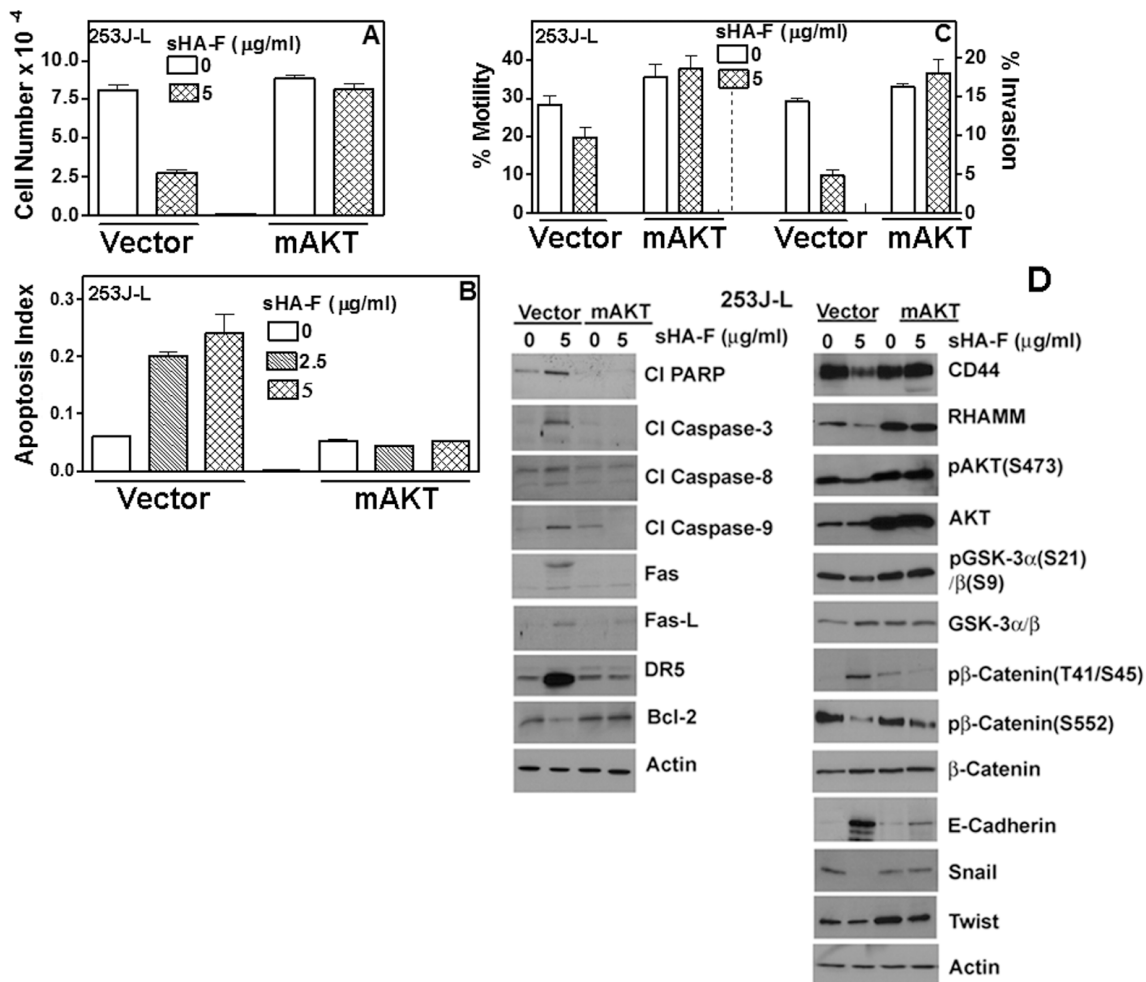 A
253J-L
sHA-F (μg/ml)
0
5
Cell Number x 10 -4
10.0
7.5
5.0
2.5
0.0
Vector mAKT
B
253J-L
sHA-F (μg/ml)
0
2.5
5
Apoptosis Index
0.3
0.2
0.1
0.0
Vector mAKT
C
253J-L
sHA-F (μg/ml)
0
5
% Motility
40
30
20
10
0
% Invasion
20
15
10
5
0
Vector mAKT Vector mAKT
D
253J-L
Vector mAKT
0 5 0 5 sHA-F (μg/ml)
Cl PARP
Cl Caspase-3
Cl Caspase-8
Cl Caspase-9
Fas
Fas-L
DR5
Bcl-2
Actin
Vector mAKT
0 5 0 5 sHA-F (μg/ml)
CD44
RHAMM
pAKT(S473)
AKT
pGSK-3α(S21)
/β(S9)
GSK-3α/β
pβ-Catenin(T41/S45)
pβ-Catenin(S552)
β-Catenin
E-Cadherin
Snail
Twist
Actin